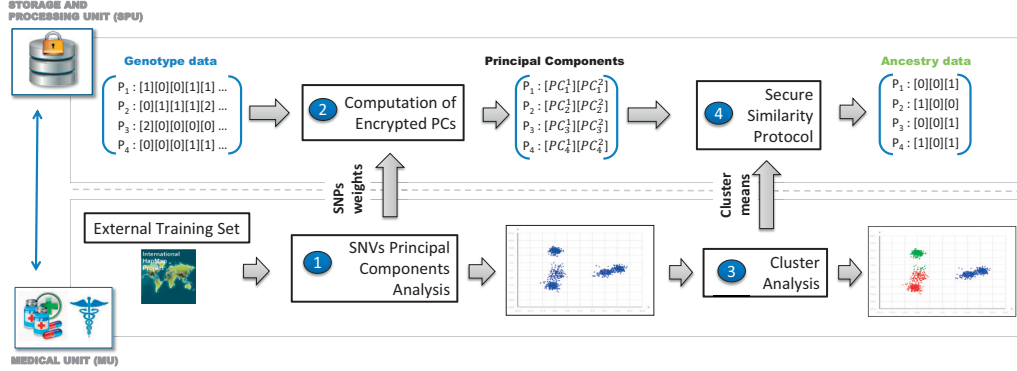 STORAGE AND
PROCESSING UNIT (SPU)
Genotype data
P1 : [1][0][0][1][1] ...
P2 : [0][1][1][1][2] ...
P3 : [2][0][0][0][0] ...
P4 : [0][0][0][1][1] ...
2 Computation of
Encrypted PCs
Principal Components
P1 : [PC₁¹][PC₁²]
P2 : [PC₂¹][PC₂²]
P3 : [PC₃¹][PC₃²]
P4 : [PC₄¹][PC₄²]
4 Secure
Similarity
Protocol
Ancestry data
P1 : [0][0][1]
P2 : [1][0][0]
P3 : [0][0][1]
P4 : [1][0][1]
SNPs
weights
Cluster
means
External Training Set
International
HapMap
Project
1 SNVs Principal
Components
Analysis
3 Cluster
Analysis
MEDICAL UNIT (MU)